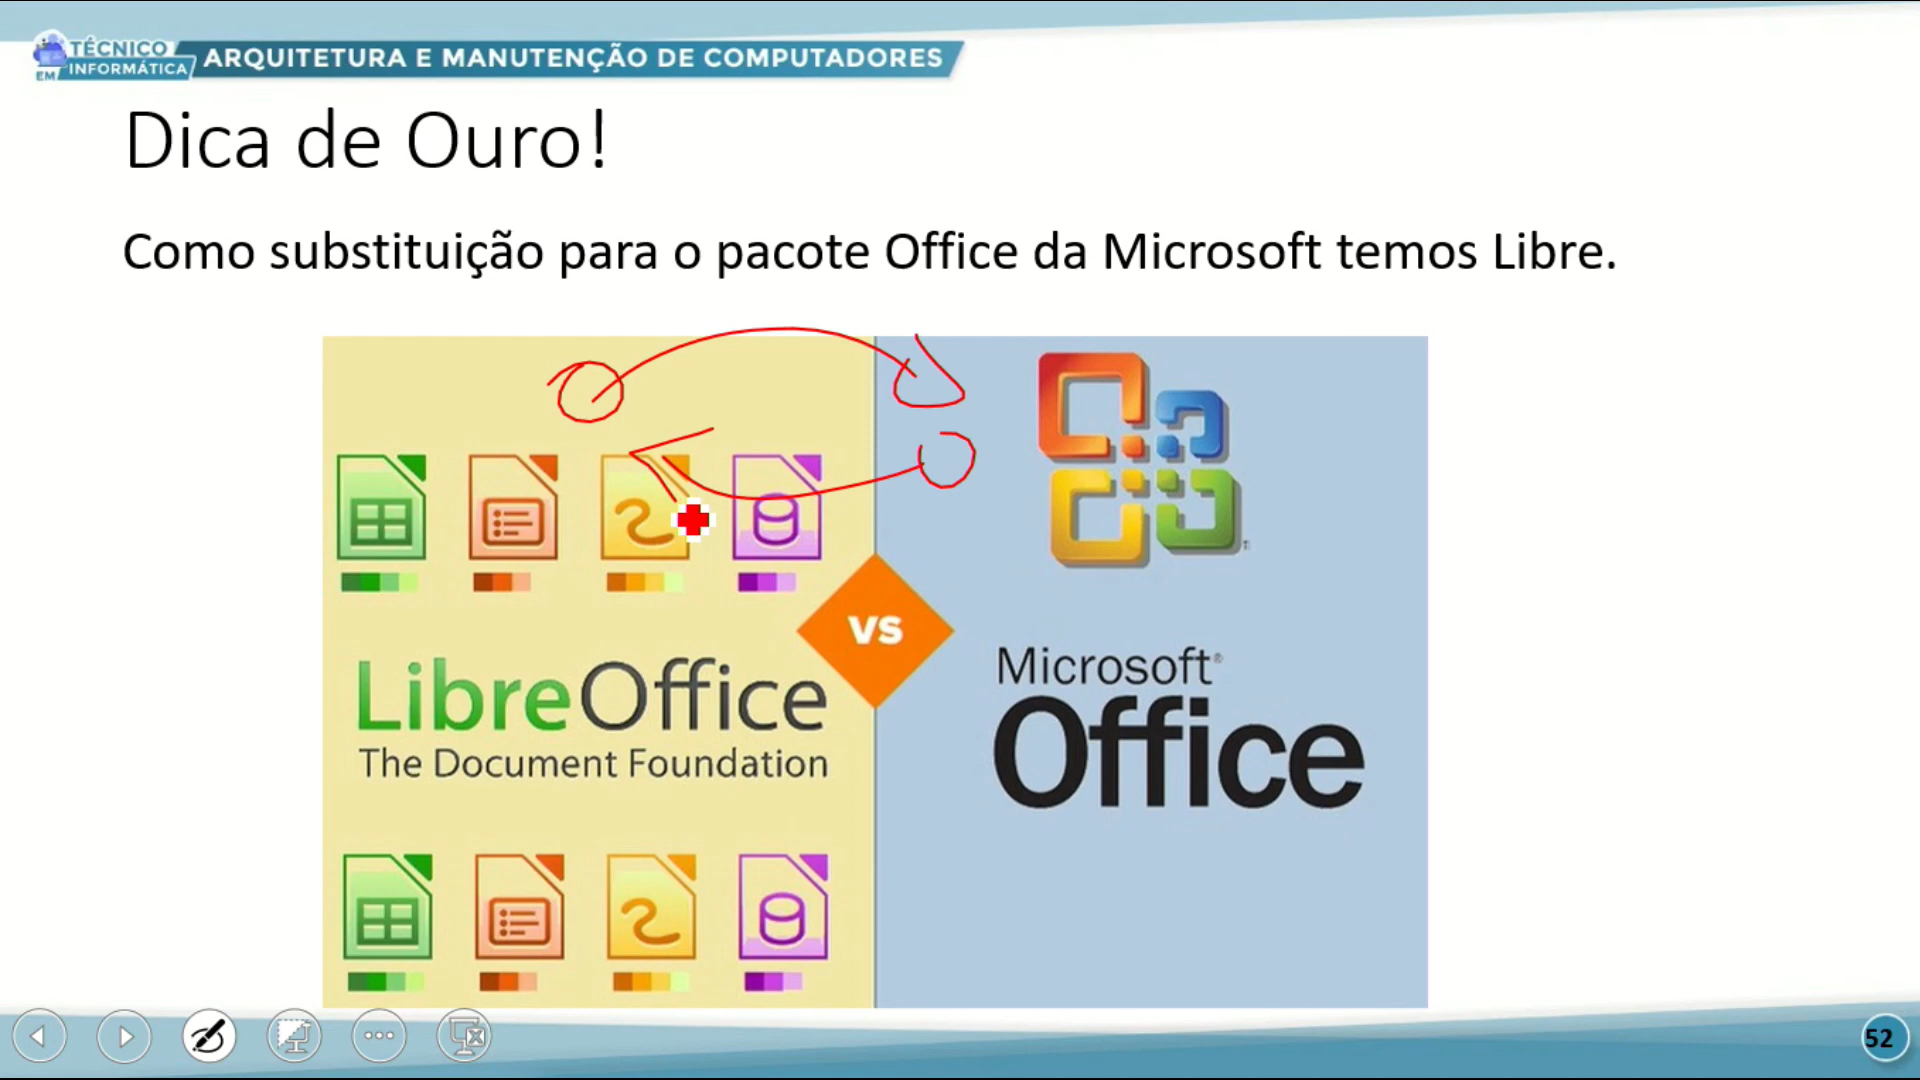 TÉCNICO
EM INFORMÁTICA
ARQUITETURA E MANUTENÇÃO DE COMPUTADORES
Dica de Ouro!
Como substituição para o pacote Office da Microsoft temos Libre.
VS
LibreOffice
The Document Foundation
Microsoft®
Office
52